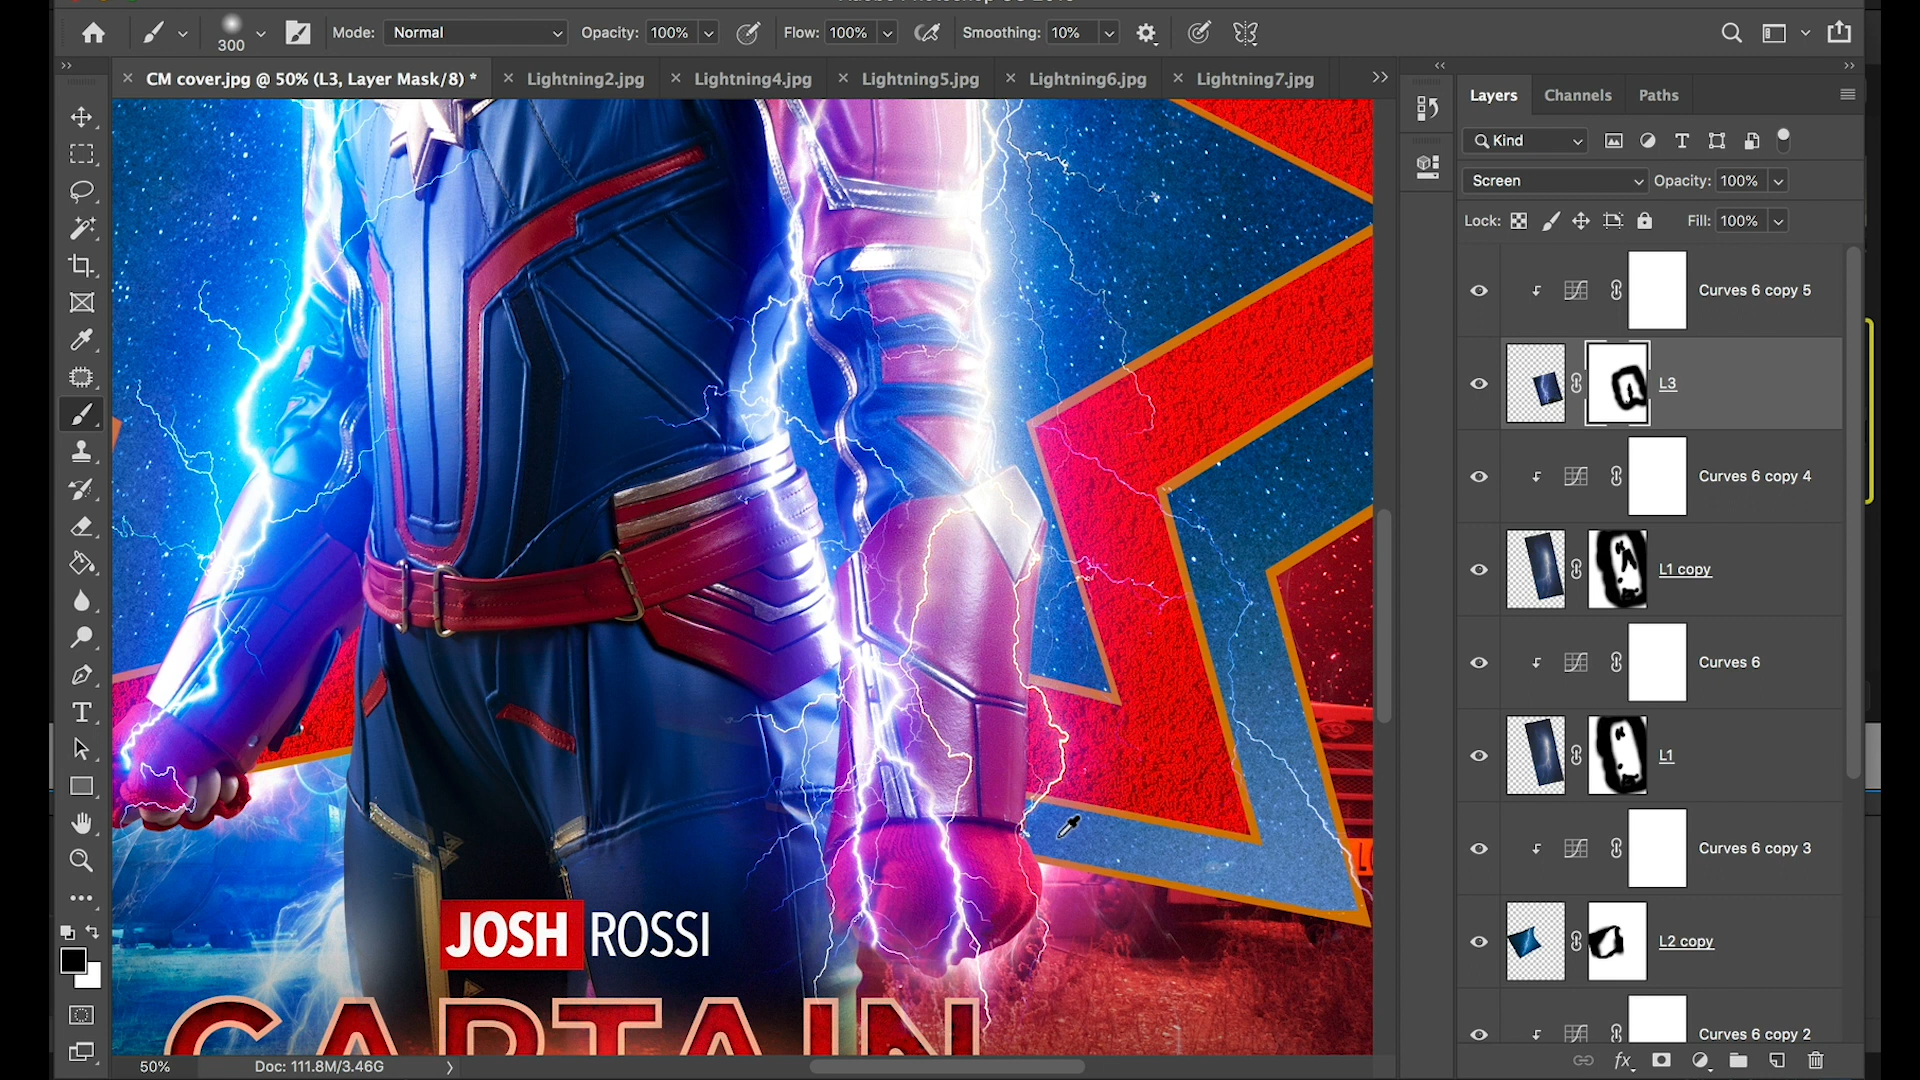 300
Mode: Normal
Opacity: 100%
Flow: 100%
Smoothing: 10%
CM cover.jpg @ 50% (L3, Layer Mask/8) *
Lightning2.jpg
Lightning4.jpg
Lightning5.jpg
Lightning6.jpg
Lightning7.jpg
Layers
Channels
Paths
Kind
Screen
Opacity: 100%
Lock:
Fill: 100%
Curves 6 copy 5
L3
Curves 6 copy 4
L1 copy
Curves 6
L1
Curves 6 copy 3
L2 copy
Curves 6 copy 2
JOSH ROSSI
CAPTAIN
50%
Doc: 111.8M/3.46G